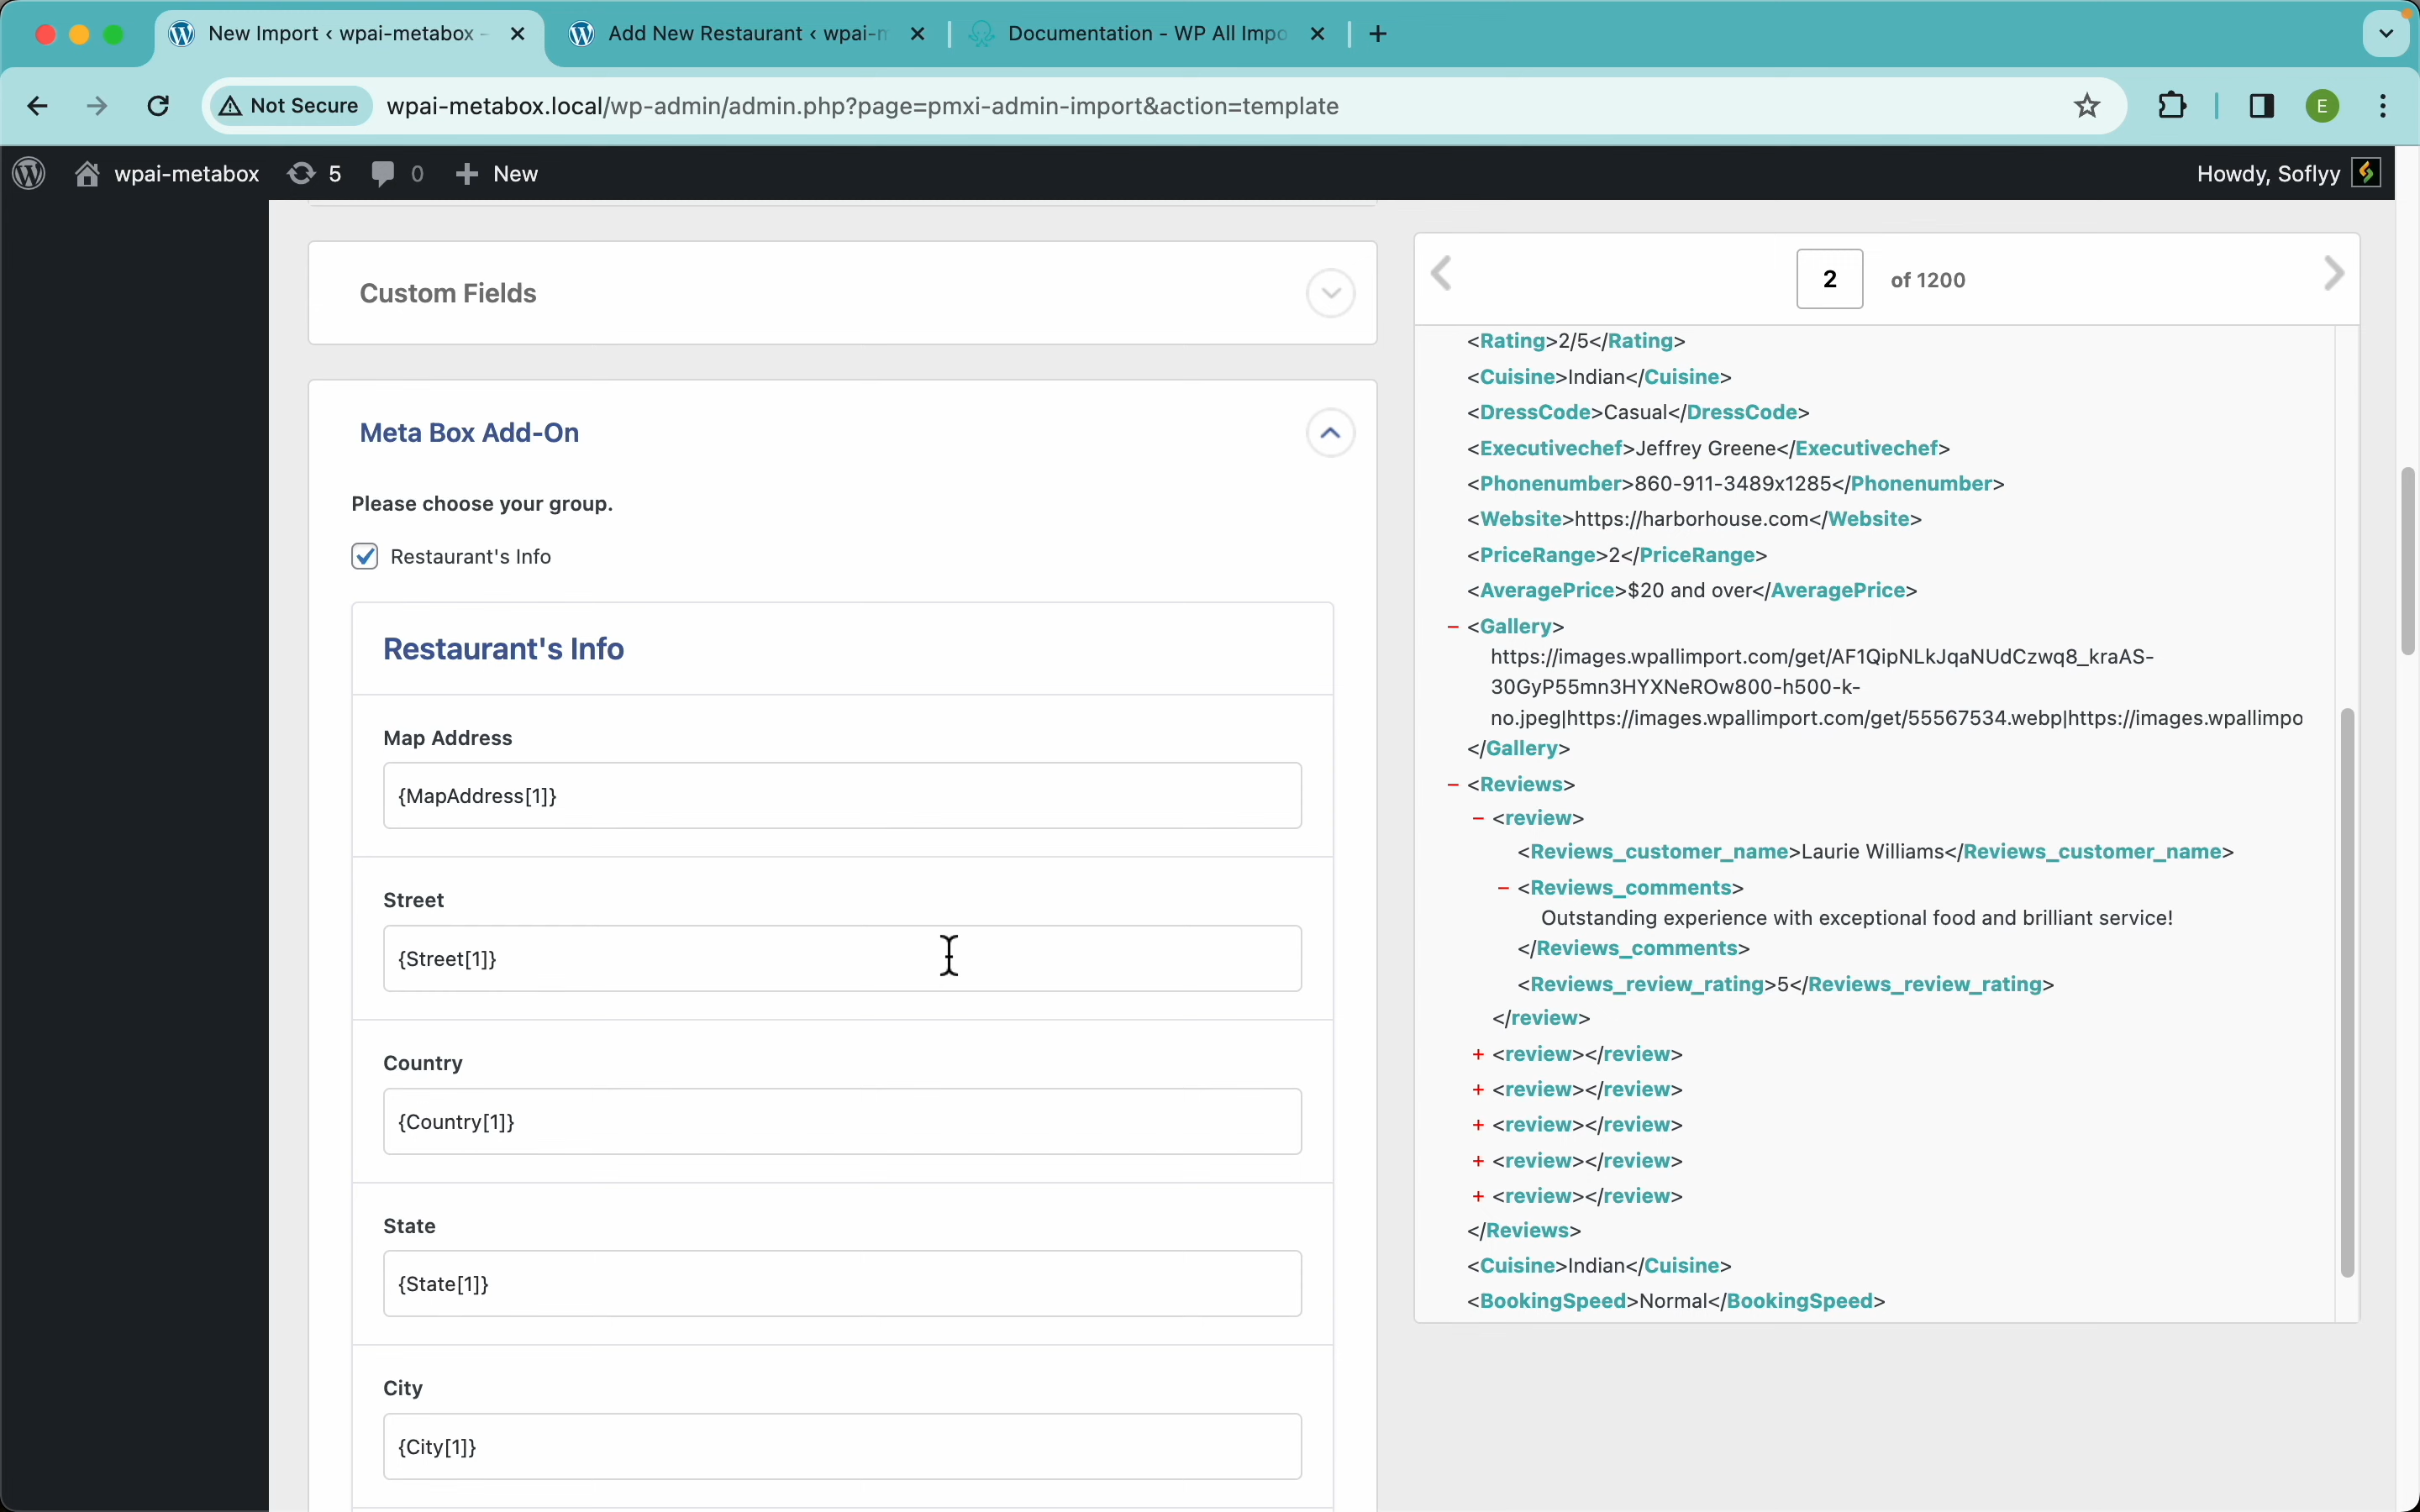 New Import ‹ wpai-metabox -
Add New Restaurant ‹ wpai-m
Documentation - WP All Impo
Not Secure
wpai-metabox.local/wp-admin/admin.php?page=pmxi-admin-import&action=template
E
wpai-metabox
5
0
New
Howdy, Soflyy
Custom Fields
Meta Box Add-On
Please choose your group.
Restaurant's Info
Restaurant's Info
Map Address
{MapAddress[1]}
Street
{Street[1]}
Country
{Country[1]}
State
{State[1]}
City
{City[1]}
2 of 1200
<Rating>2/5</Rating>
<Cuisine>Indian</Cuisine>
<DressCode>Casual</DressCode>
<Executivechef>Jeffrey Greene</Executivechef>
<Phonenumber>860-911-3489x1285</Phonenumber>
<Website>https://harborhouse.com</Website>
<PriceRange>2</PriceRange>
<AveragePrice>$20 and over</AveragePrice>
− <Gallery>
https://images.wpallimport.com/get/AF1QipNLkJqaNUdCzwq8_kraAS-
30GyP55mn3HYXNeROw800-h500-k-
no.jpeg|https://images.wpallimport.com/get/55567534.webp|https://images.wpallimpo
</Gallery>
− <Reviews>
− <review>
<Reviews_customer_name>Laurie Williams</Reviews_customer_name>
− <Reviews_comments>
Outstanding experience with exceptional food and brilliant service!
</Reviews_comments>
<Reviews_review_rating>5</Reviews_review_rating>
</review>
+ <review></review>
+ <review></review>
+ <review></review>
+ <review></review>
+ <review></review>
</Reviews>
<Cuisine>Indian</Cuisine>
<BookingSpeed>Normal</BookingSpeed>